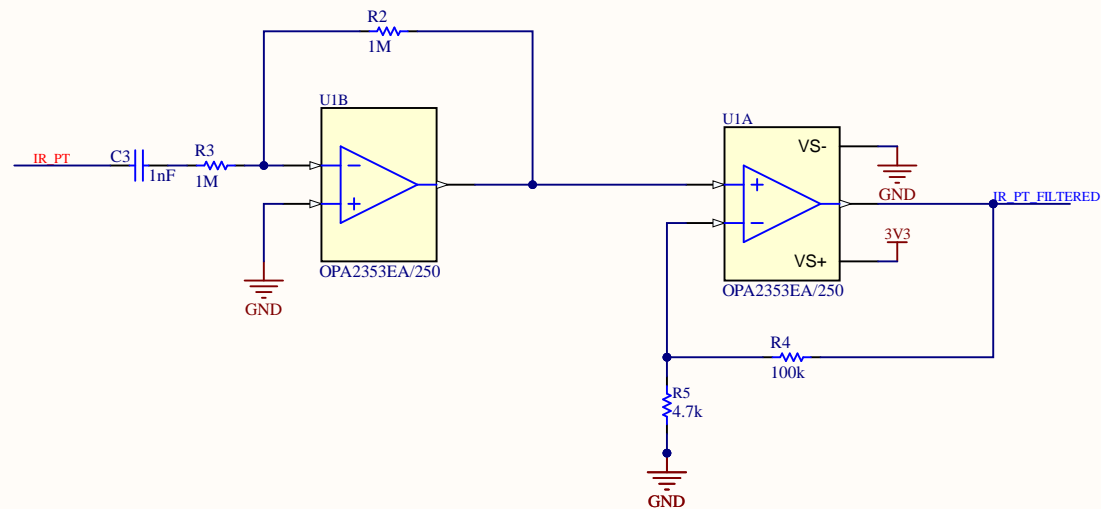 R2
1M
U1B
IR_PT
C3
1nF
R3
1M
OPA2353EA/250
GND
U1A
VS-
GND
IR_PT_FILTERED
3V3
VS+
OPA2353EA/250
R4
100k
R5
4.7k
GND